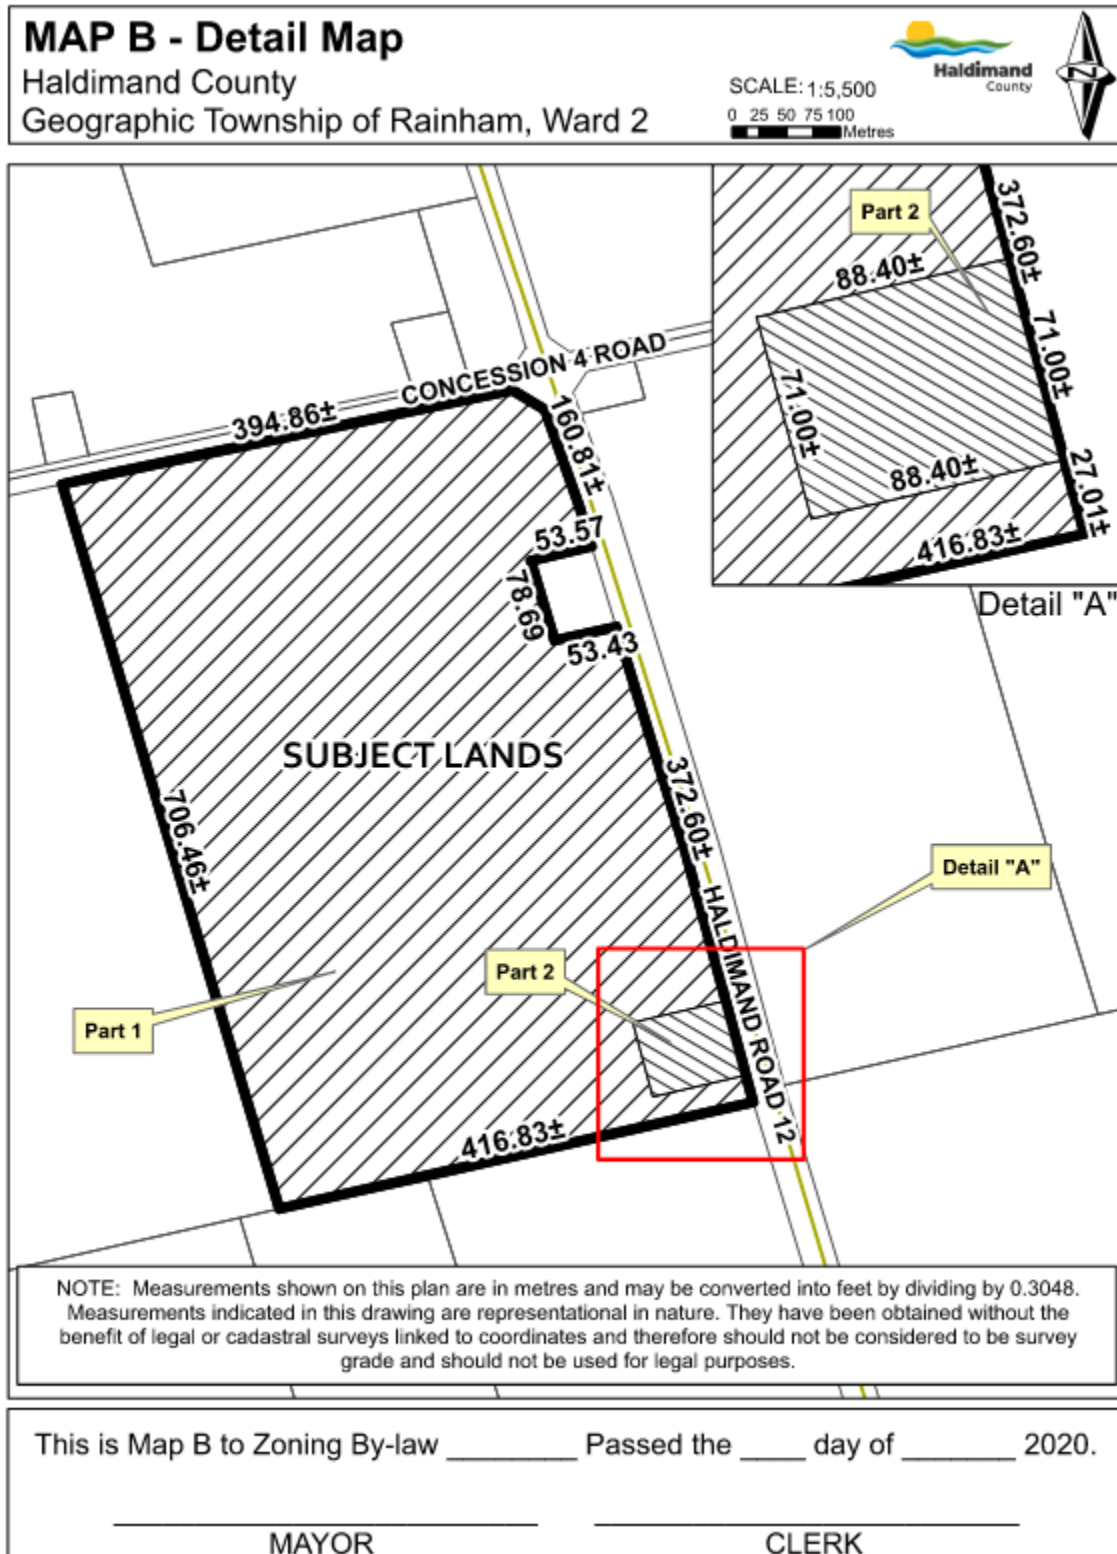 MAP B - Detail Map
Haldimand County
Geographic Township of Rainham, Ward 2
SCALE: 1:5,500
0 25 50 75 100
Metres
Haldimand
County
N
Part 2
372.60±
88.40±
71.00±
71.00±
88.40±
27.01±
416.83±
Detail "A"
CONCESSION 4 ROAD
394.86±
160.81±
53.57
78.69
53.43
SUBJECT LANDS
372.60±
706.46±
HALDIMAND ROAD 12
Detail "A"
Part 2
Part 1
416.83±
NOTE: Measurements shown on this plan are in metres and may be converted into feet by dividing by 0.3048.
Measurements indicated in this drawing are representational in nature. They have been obtained without the
benefit of legal or cadastral surveys linked to coordinates and therefore should not be considered to be survey
grade and should not be used for legal purposes.
This is Map B to Zoning By-law ________ Passed the ____ day of _______ 2020.
MAYOR
CLERK